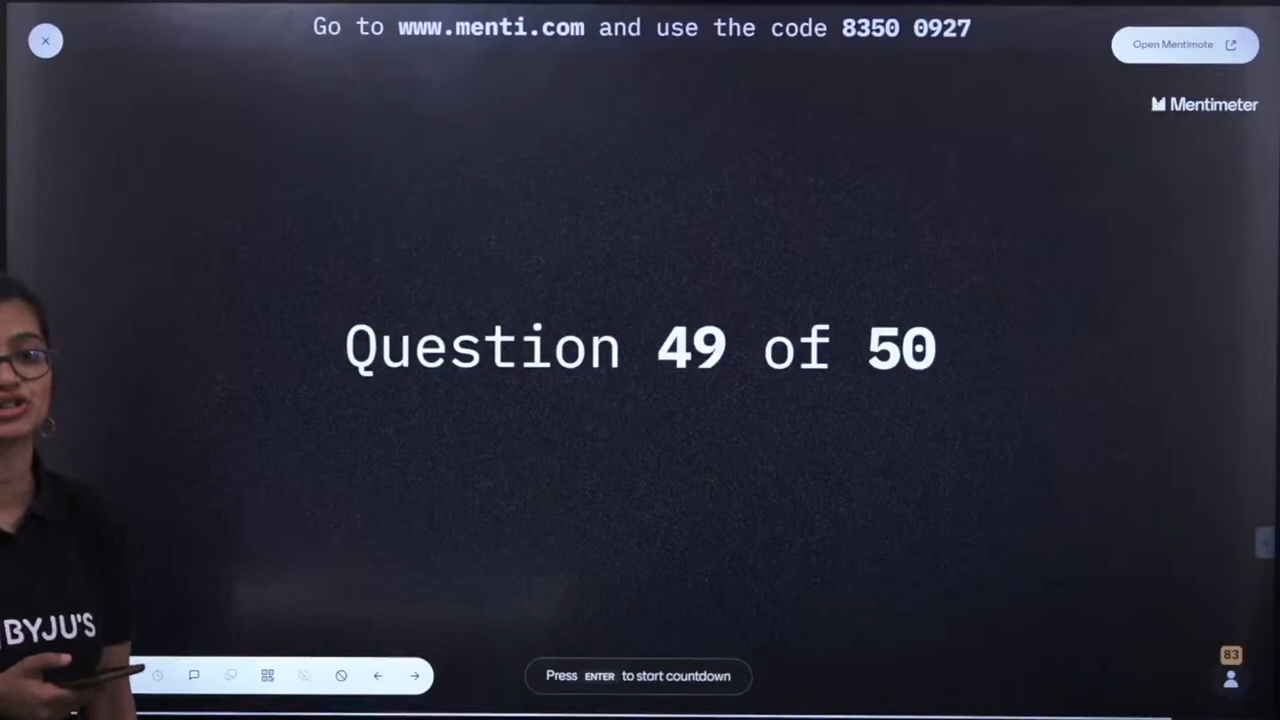 Go to www.menti.com and use the code 8350 0927
Open Mentimote
Mentimeter
Question 49 of 50
BYJU'S
Press ENTER to start countdown
83